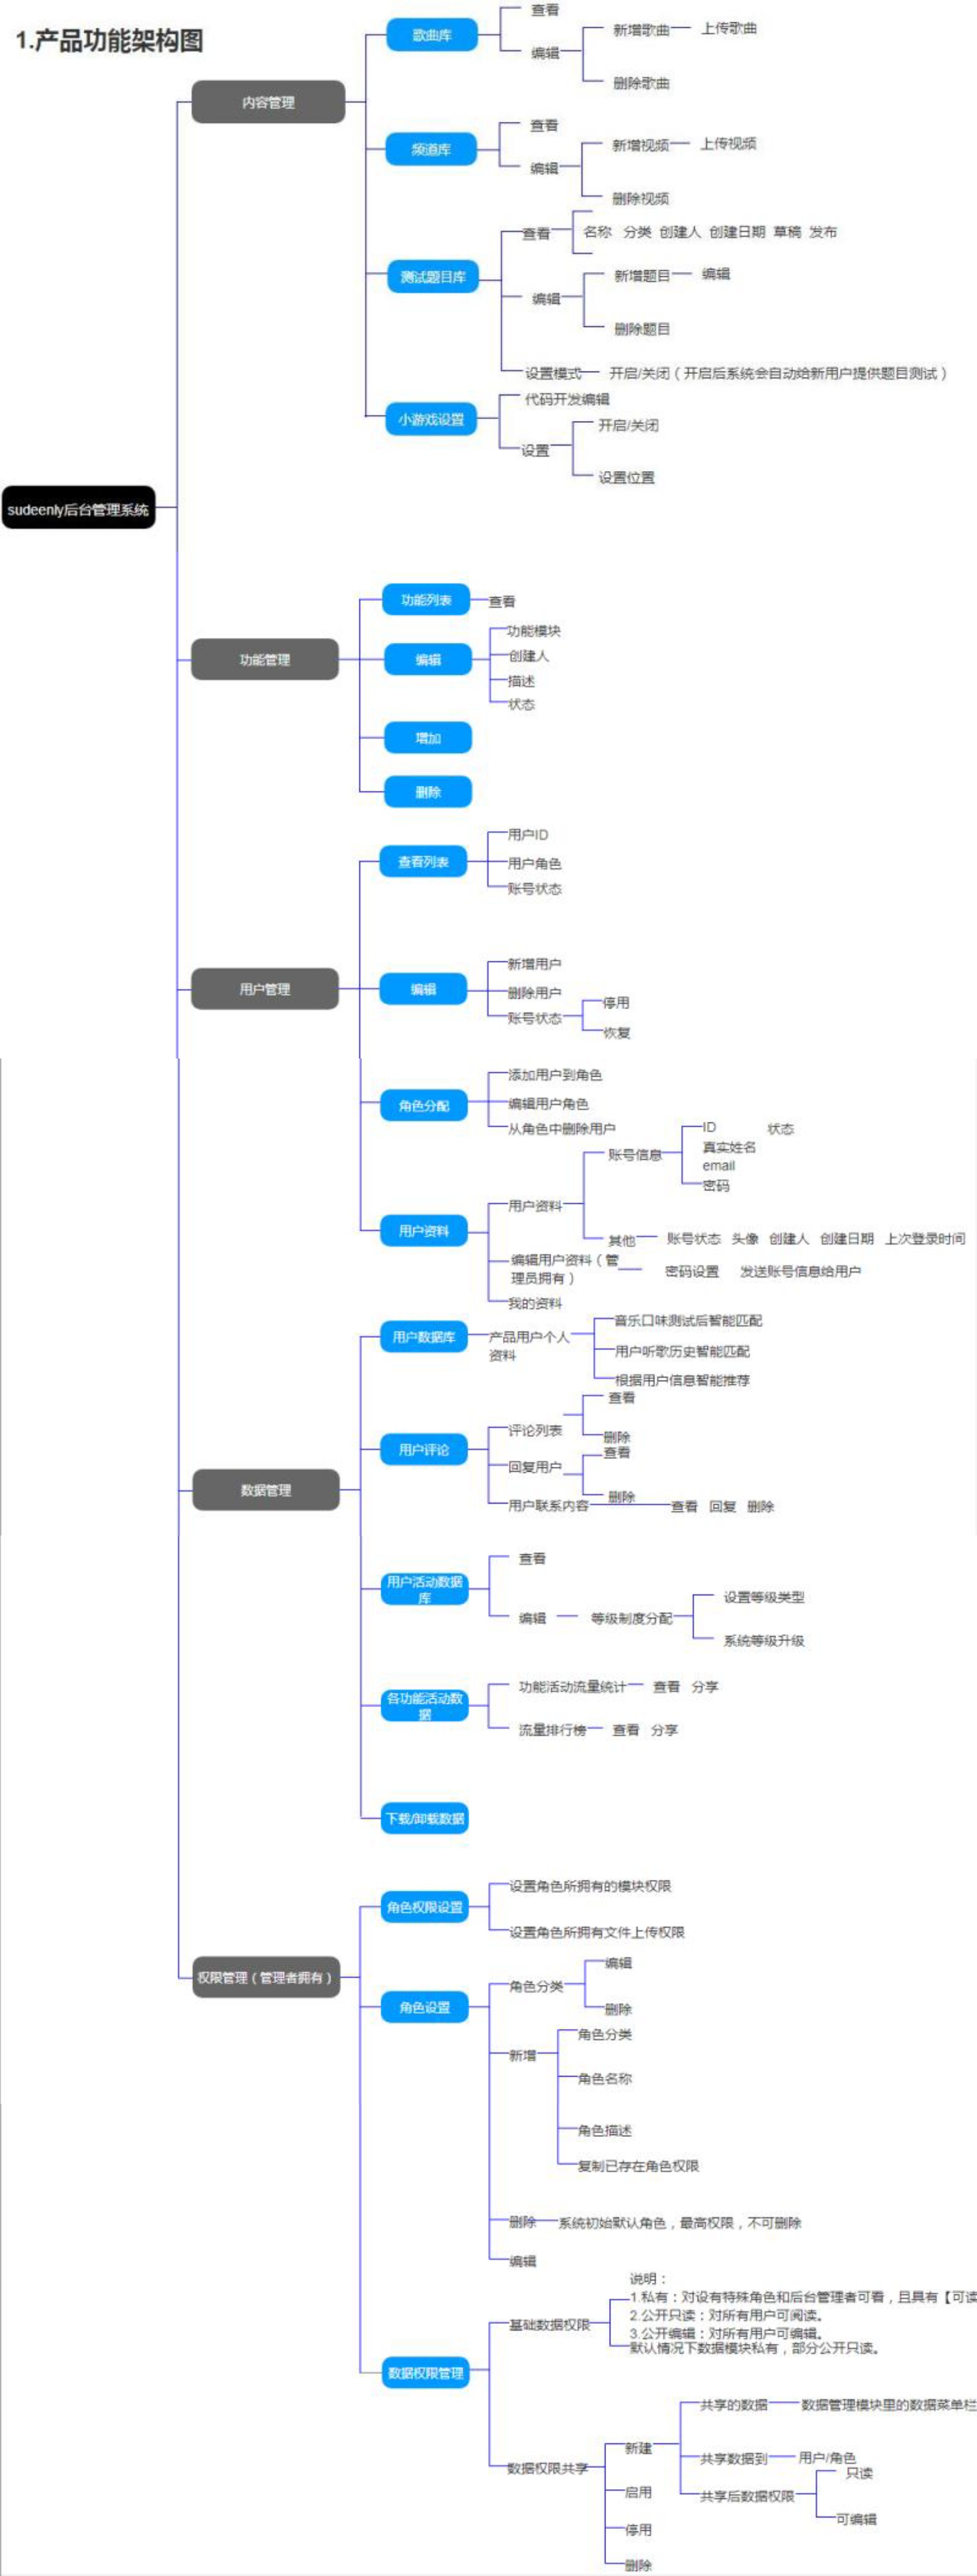 1.产品功能架构图
sudeenly后台管理系统
内容管理
歌曲库
查看
编辑
新增歌曲
上传歌曲
删除歌曲
频道库
查看
编辑
新增视频
上传视频
删除视频
测试题目库
查看
名称 分类 创建人 创建日期 草稿 发布
编辑
新增题目
编辑
删除题目
设置模式
开启/关闭（开启后系统会自动给新用户提供题目测试）
小游戏设置
代码开发编辑
设置
开启/关闭
设置位置
功能管理
功能列表
查看
编辑
功能模块
创建人
描述
状态
增加
删除
用户管理
查看列表
用户ID
用户角色
账号状态
编辑
新增用户
删除用户
账号状态
停用
恢复
角色分配
添加用户到角色
编辑用户角色
从角色中删除用户
用户资料
用户资料
账号信息
ID 状态
真实姓名
email
密码
其他
账号状态 头像 创建人 创建日期 上次登录时间
编辑用户资料（管
理员拥有）
密码设置 发送账号信息给用户
我的资料
数据管理
用户数据库
产品用户个人
资料
音乐口味测试后智能匹配
用户听歌历史智能匹配
根据用户信息智能推荐
用户评论
评论列表
查看
删除
回复用户
查看
删除
用户联系内容
查看 回复 删除
用户活动数据
库
查看
编辑
等级制度分配
设置等级类型
系统等级升级
各功能活动数
据
功能活动流量统计
查看 分享
流量排行榜
查看 分享
下载/卸载数据
权限管理（管理者拥有）
角色权限设置
设置角色所拥有的模块权限
设置角色所拥有文件上传权限
角色设置
角色分类
编辑
删除
新增
角色分类
角色名称
角色描述
复制已存在角色权限
删除
系统初始默认角色，最高权限，不可删除
编辑
数据权限管理
基础数据权限
说明：
1.私有：对设有特殊角色和后台管理者可看，且具有【可读
2.公开只读：对所有用户可阅读。
3.公开编辑：对所有用户可编辑。
默认情况下数据模块私有，部分公开只读。
数据权限共享
新建
共享的数据
数据管理模块里的数据菜单栏
共享数据到
用户/角色
共享后数据权限
只读
可编辑
启用
停用
删除